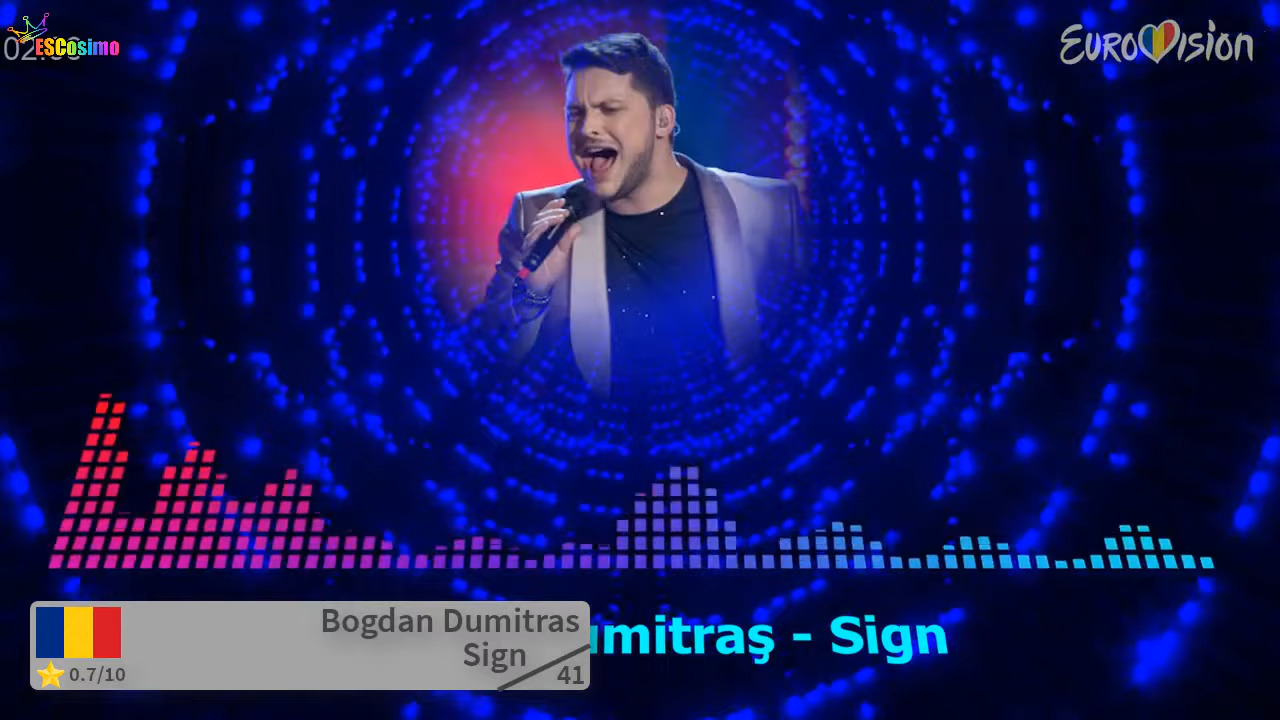 ESCosimo
EUROVISION
Bogdan Dumitras
umitraş - Sign
Sign
0.7/10
41